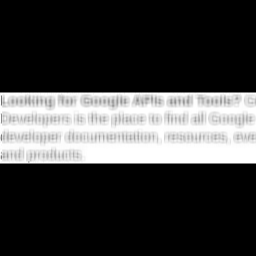 Looking for Google APIs and Tools?
Developers is the place to find all Google
developer documentation, resources, eve
and products.